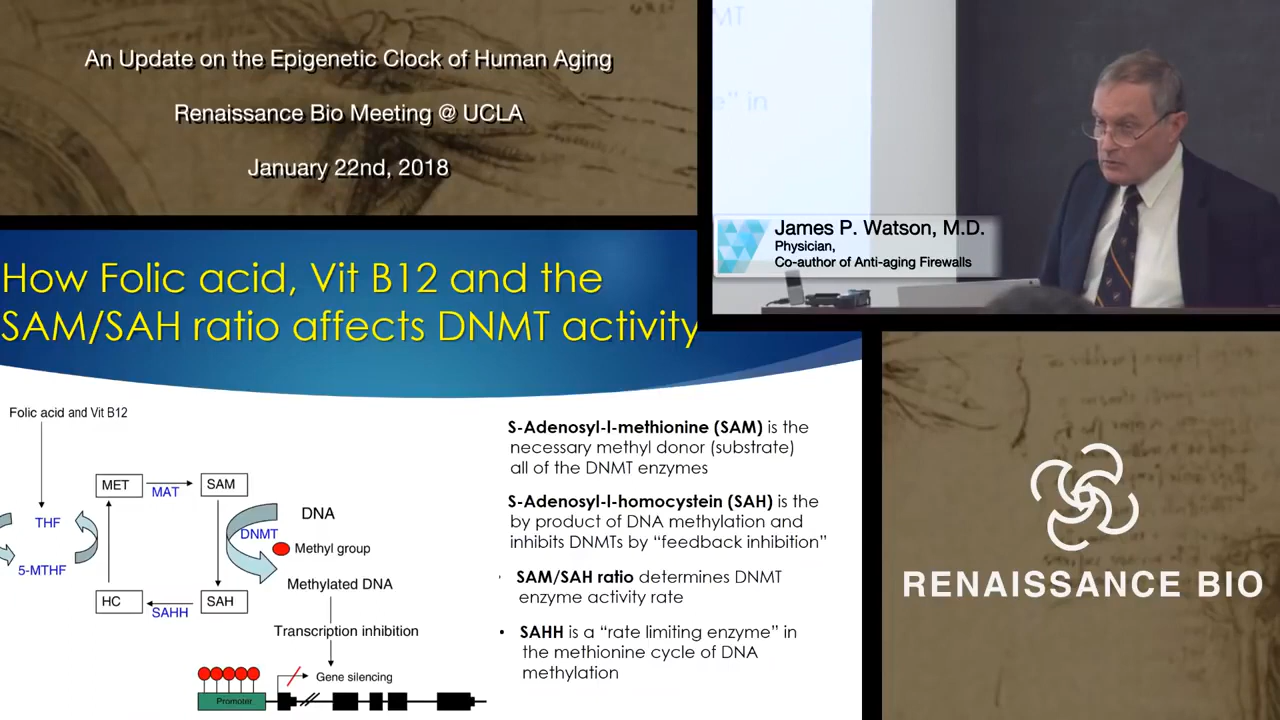 An Update on the Epigenetic Clock of Human Aging
Renaissance Bio Meeting @ UCLA
January 22nd, 2018
MT
e" in
James P. Watson, M.D.
Physician,
Co-author of Anti-aging Firewalls
How Folic acid, Vit B12 and the
SAM/SAH ratio affects DNMT activity
Folic acid and Vit B12
MET
MAT
SAM
THF
5-MTHF
HC
SAHH
SAH
DNMT
DNA
Methyl group
Methylated DNA
Transcription inhibition
Gene silencing
Promoter
S-Adenosyl-l-methionine (SAM) is the
necessary methyl donor (substrate)
all of the DNMT enzymes
S-Adenosyl-l-homocystein (SAH) is the
by product of DNA methylation and
inhibits DNMTs by “feedback inhibition”
SAM/SAH ratio determines DNMT
enzyme activity rate
• SAHH is a “rate limiting enzyme” in
the methionine cycle of DNA
methylation
RENAISSANCE BIO